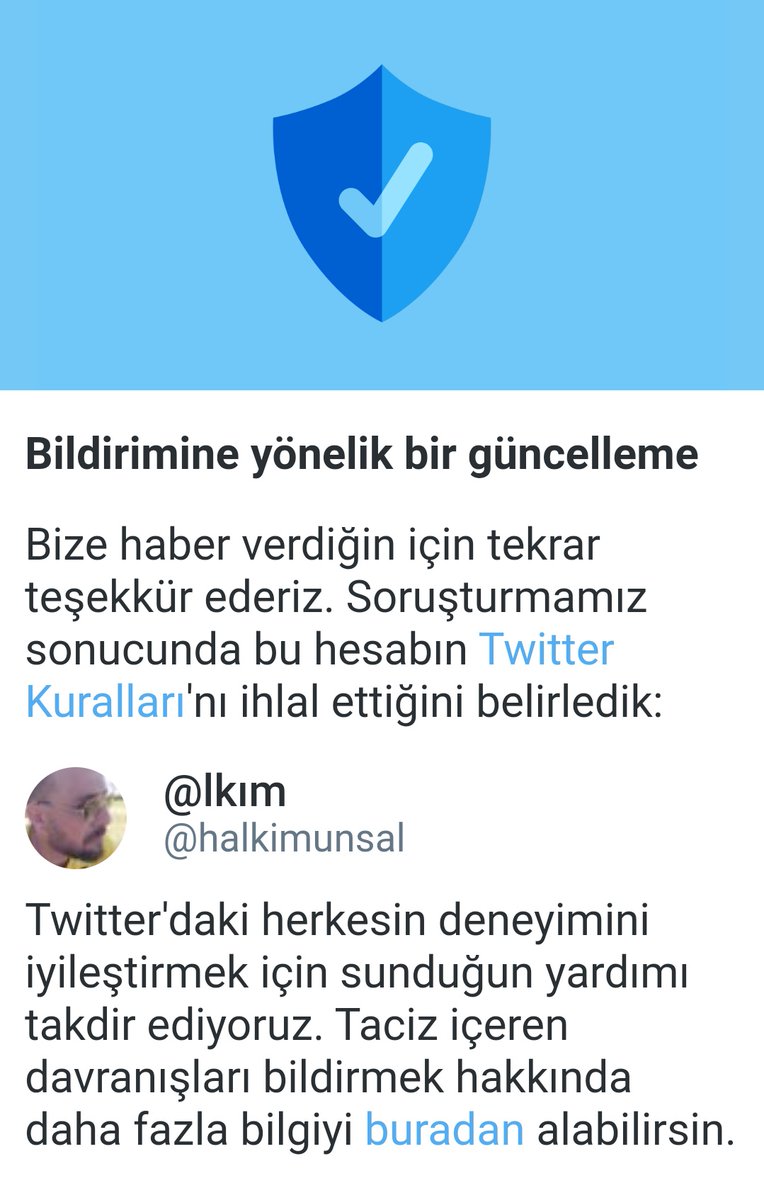 Bildirimine yönelik bir güncelleme
Bize haber verdiğin için tekrar
teşekkür ederiz. Soruşturmamız
sonucunda bu hesabın Twitter
Kuralları'nı ihlal ettiğini belirledik:
@lkım
@halkimunsal
Twitter'daki herkesin deneyimini
iyileştirmek için sunduğun yardımı
takdir ediyoruz. Taciz içeren
davranışları bildirmek hakkında
daha fazla bilgiyi buradan alabilirsin.